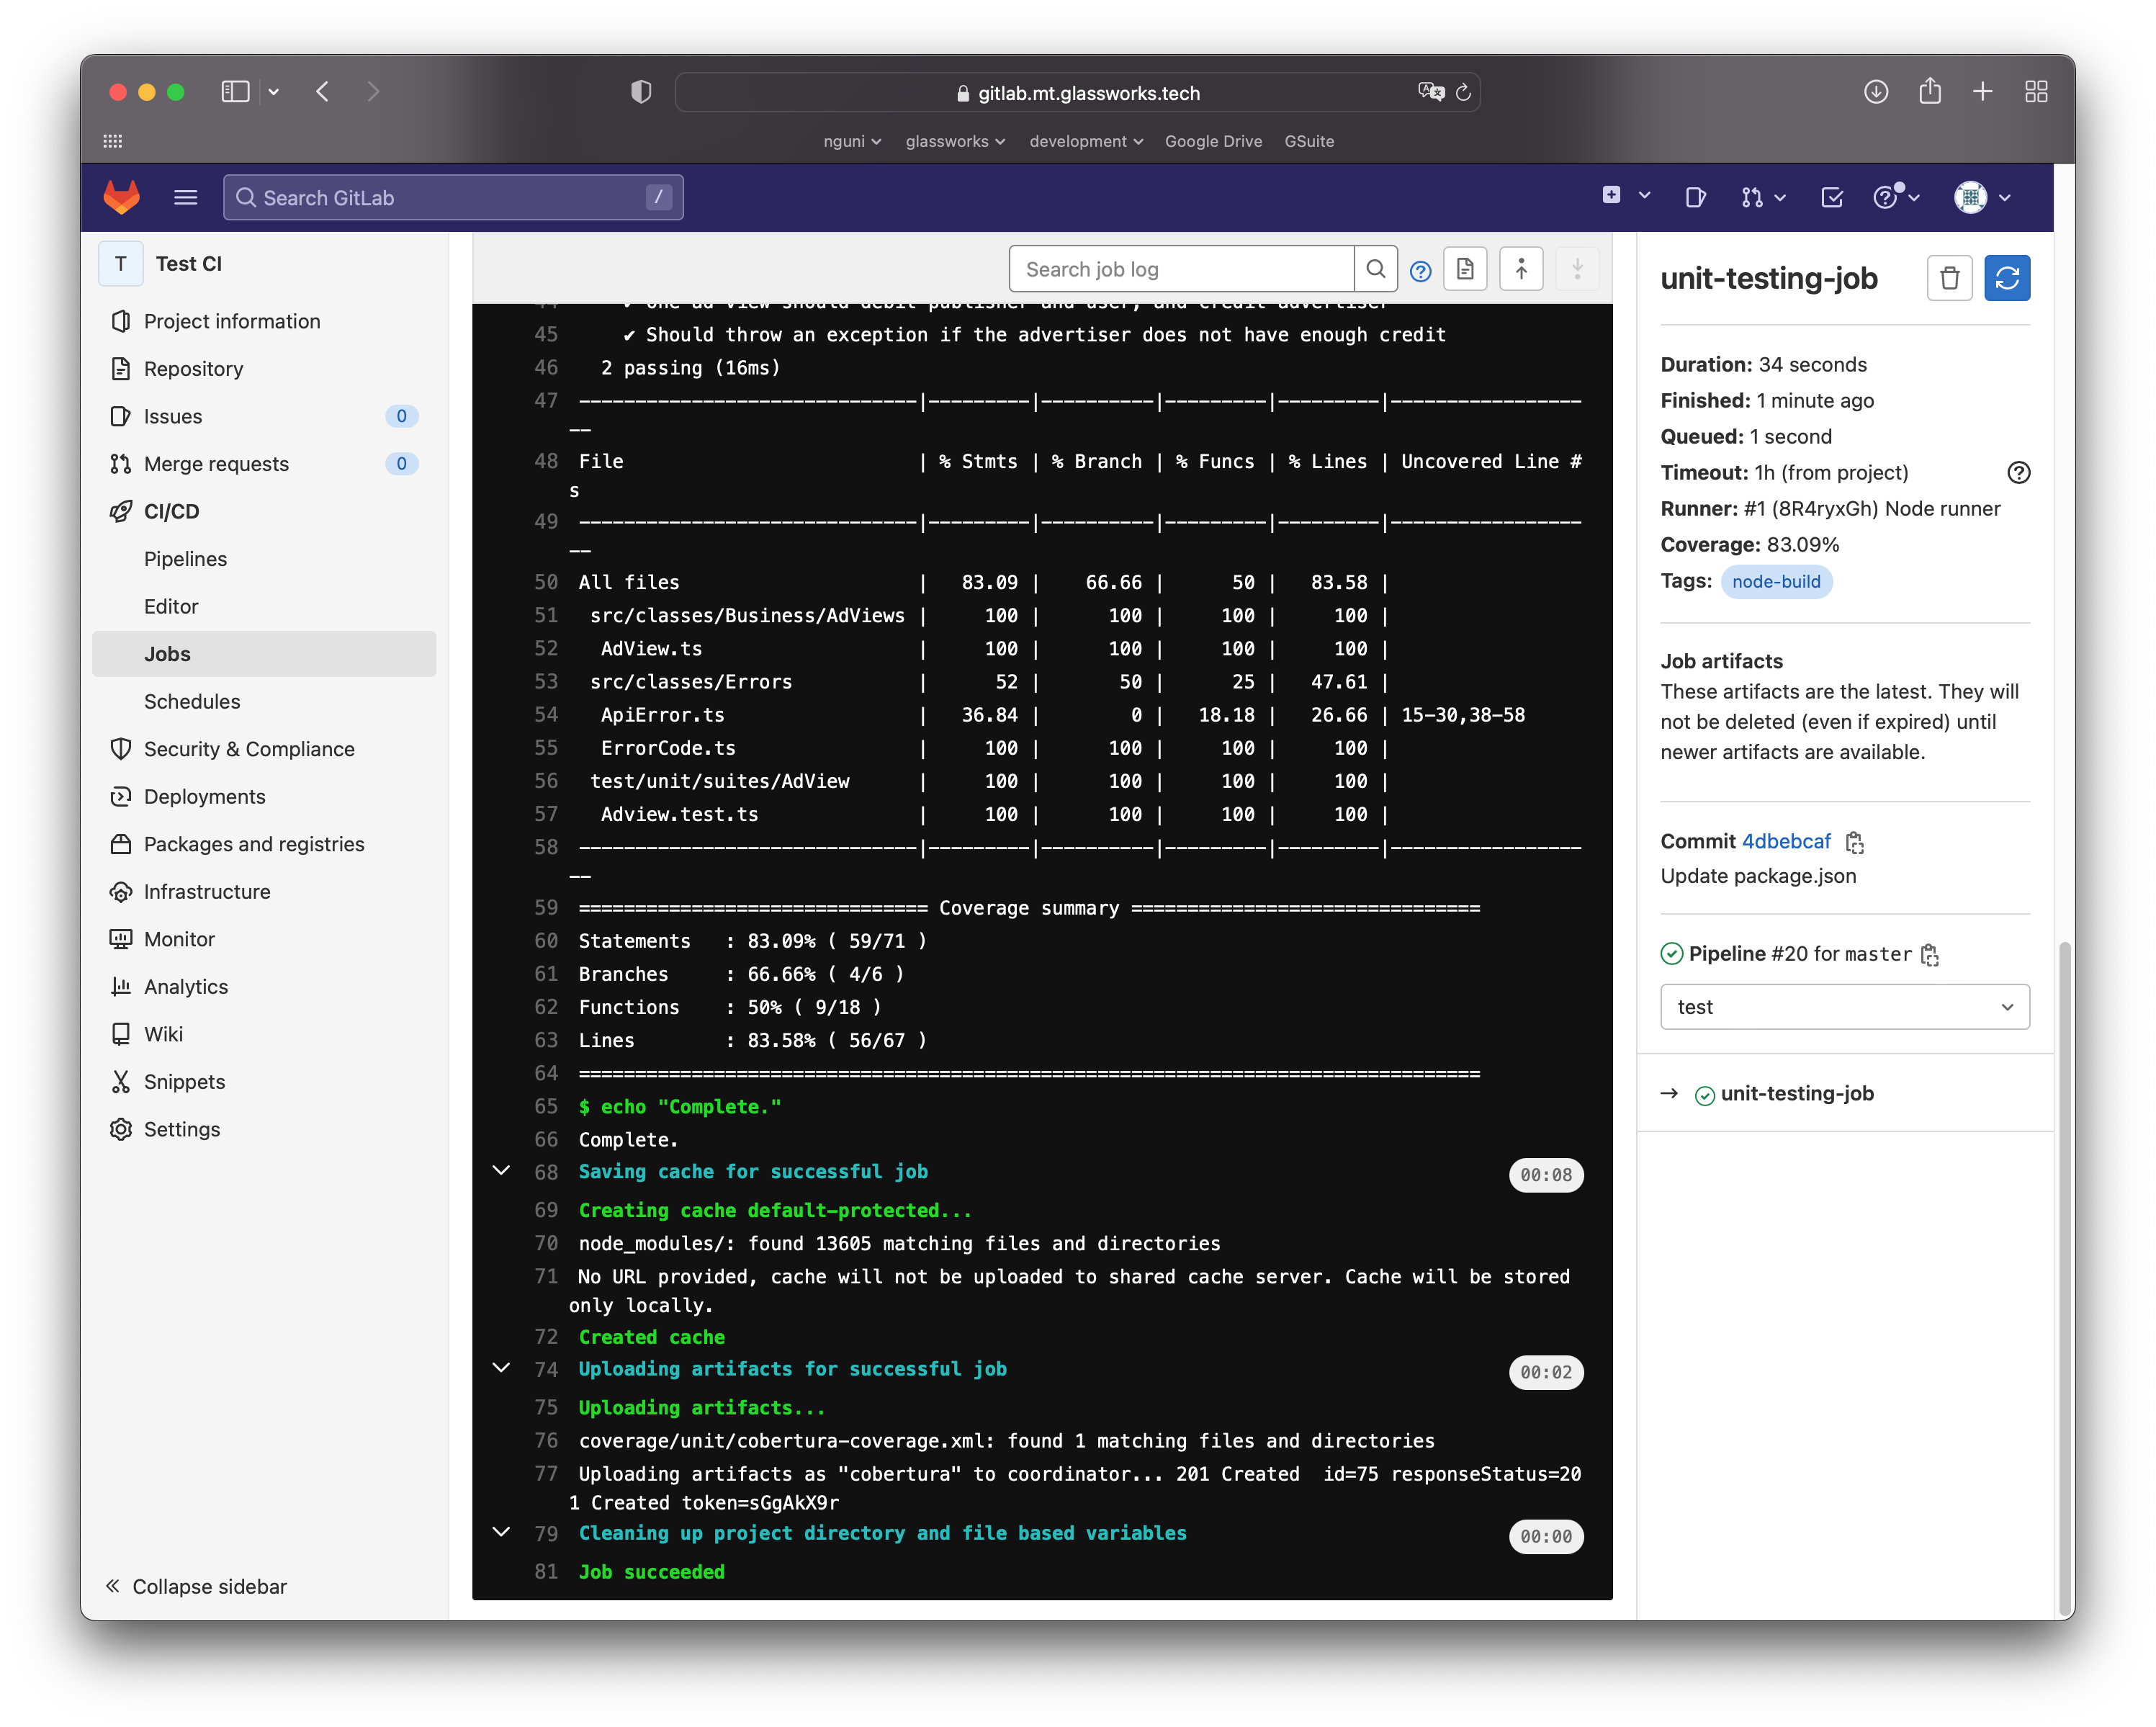 gitlab.mt.glassworks.tech
nguni glassworks development Google Drive GSuite
Search GitLab /
T Test CI
Project information
Repository
Issues 0
Merge requests 0
CI/CD
Pipelines
Editor
Jobs
Schedules
Security & Compliance
Deployments
Packages and registries
Infrastructure
Monitor
Analytics
Wiki
Snippets
Settings
Collapse sidebar
Search job log
44 ✔ One ad view should debit publisher and user, and credit advertiser
45 ✔ Should throw an exception if the advertiser does not have enough credit
46 2 passing (16ms)
47 ------------------------------|---------|----------|---------|---------|-----------------
--
48 File | % Stmts | % Branch | % Funcs | % Lines | Uncovered Line #
s
49 ------------------------------|---------|----------|---------|---------|-----------------
--
50 All files | 83.09 | 66.66 | 50 | 83.58 |
51 src/classes/Business/AdViews | 100 | 100 | 100 | 100 |
52 AdView.ts | 100 | 100 | 100 | 100 |
53 src/classes/Errors | 52 | 50 | 25 | 47.61 |
54 ApiError.ts | 36.84 | 0 | 18.18 | 26.66 | 15-30,38-58
55 ErrorCode.ts | 100 | 100 | 100 | 100 |
56 test/unit/suites/AdView | 100 | 100 | 100 | 100 |
57 Adview.test.ts | 100 | 100 | 100 | 100 |
58 ------------------------------|---------|----------|---------|---------|-----------------
--
59 =============================== Coverage summary ===============================
60 Statements : 83.09% ( 59/71 )
61 Branches : 66.66% ( 4/6 )
62 Functions : 50% ( 9/18 )
63 Lines : 83.58% ( 56/67 )
64 ================================================================================
65 $ echo "Complete."
66 Complete.
68 Saving cache for successful job 00:08
69 Creating cache default-protected...
70 node_modules/: found 13605 matching files and directories
71 No URL provided, cache will not be uploaded to shared cache server. Cache will be stored
only locally.
72 Created cache
74 Uploading artifacts for successful job 00:02
75 Uploading artifacts...
76 coverage/unit/cobertura-coverage.xml: found 1 matching files and directories
77 Uploading artifacts as "cobertura" to coordinator... 201 Created id=75 responseStatus=20
1 Created token=sGgAkX9r
79 Cleaning up project directory and file based variables 00:00
81 Job succeeded
unit-testing-job
Duration: 34 seconds
Finished: 1 minute ago
Queued: 1 second
Timeout: 1h (from project)
Runner: #1 (8R4ryxGh) Node runner
Coverage: 83.09%
Tags: node-build
Job artifacts
These artifacts are the latest. They will
not be deleted (even if expired) until
newer artifacts are available.
Commit 4dbebcaf
Update package.json
Pipeline #20 for master
test
→ unit-testing-job